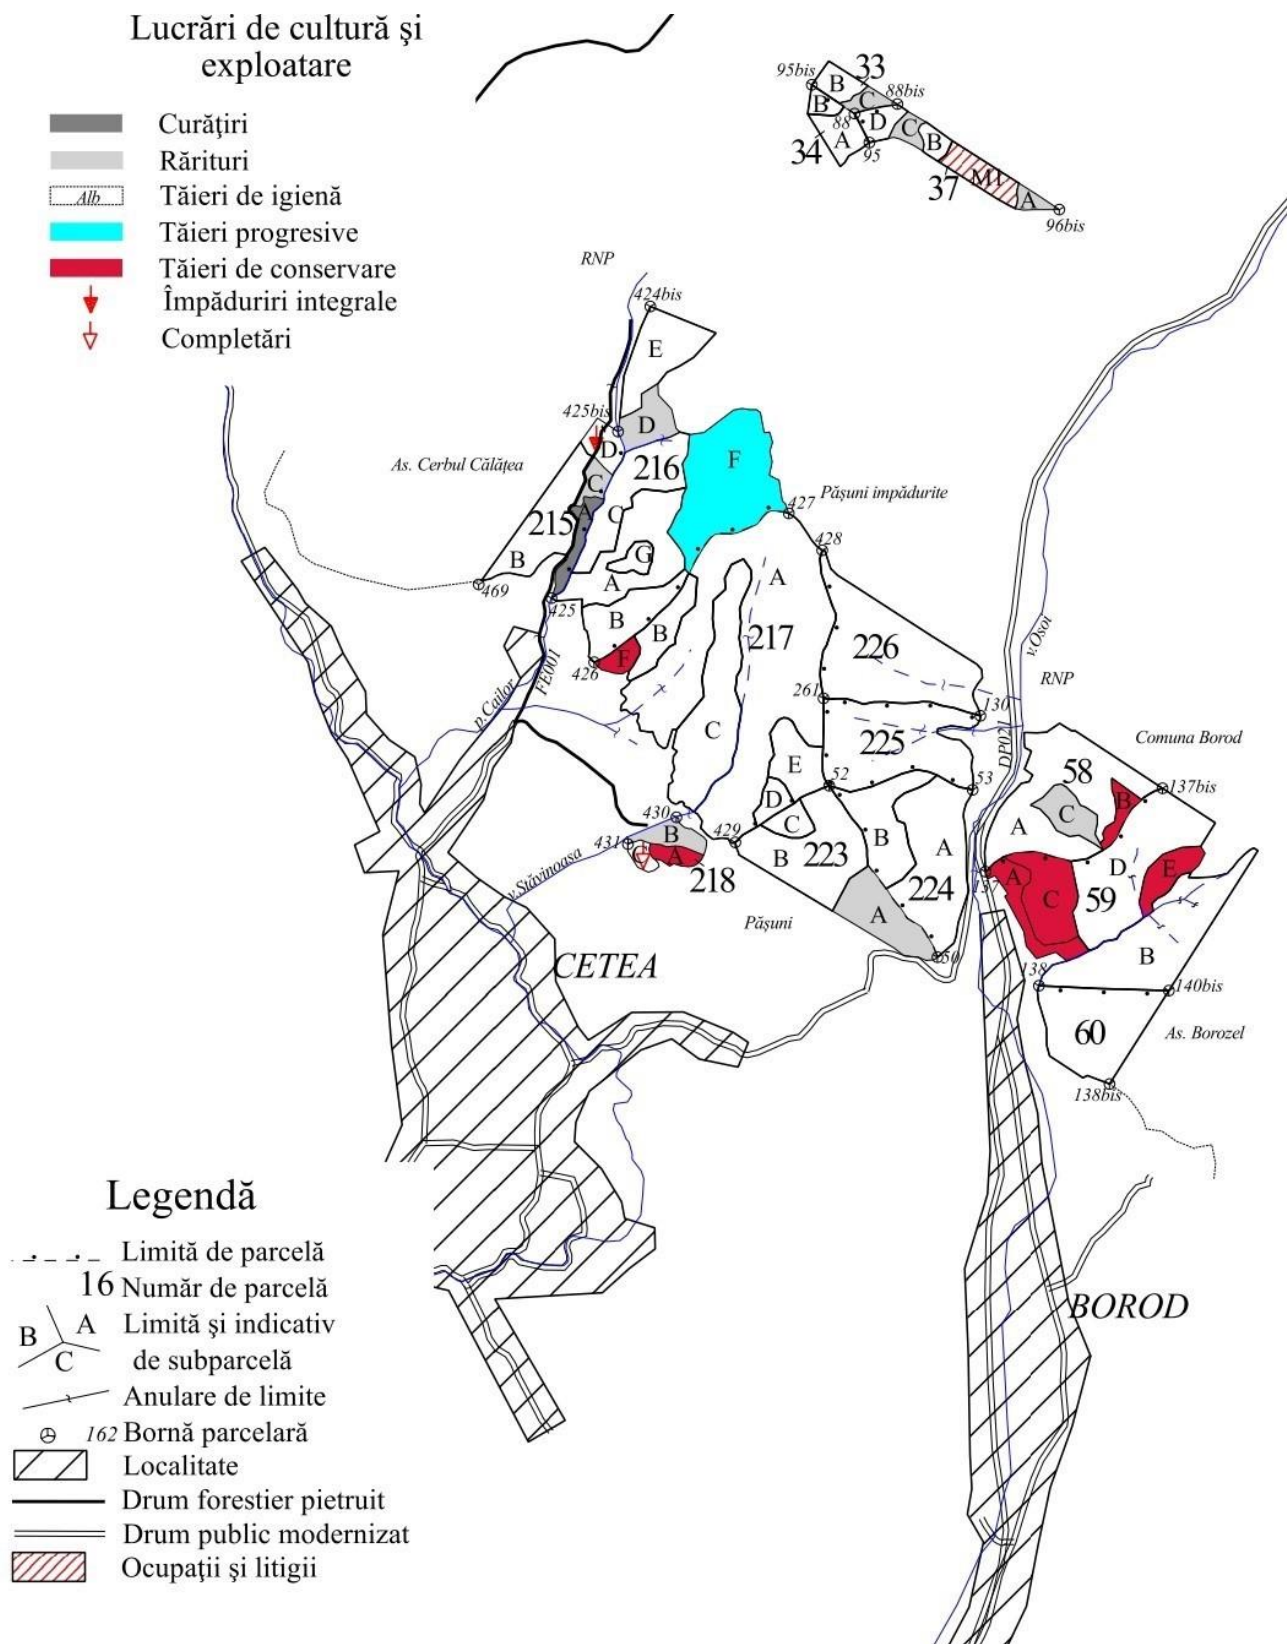 Lucrări de cultură şi
exploatare
Curăţiri
Rărituri
Alb Tăieri de igienă
Tăieri progresive
Tăieri de conservare
Împăduriri integrale
Completări
95bis
33
B
88bis
B
C
88
D
C
34
A
95
B
37
M1
A
96bis
RNP
424bis
E
425bis
D
D
As. Cerbul Călăţea
216
F
C
Păşuni împădurite
427
215
A
C
428
B
G
A
469
425
A
B
B
217
226
426
F
FE001
v.Osoi
p.Cailor
261
RNP
130
C
225
DP021
Comuna Borod
E
52
53
58
137bis
D
B
430
C
C
A
431
B
429
B
223
B
A
D
C
A
218
137
A
E
v.Stăvinoasa
224
C
59
Păşuni
A
B
CETEA
50
138
140bis
60
As. Borozel
138bis
Legendă
Limită de parcelă
16 Număr de parcelă
B A Limită şi indicativ
C de subparcelă
Anulare de limite
162 Bornă parcelară
BOROD
Localitate
Drum forestier pietruit
Drum public modernizat
Ocupaţii şi litigii